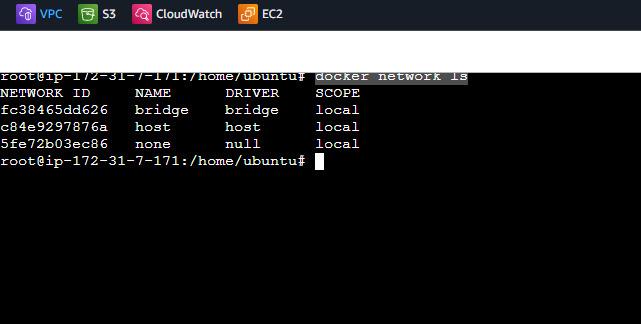 VPC S3 CloudWatch EC2
root@ip-172-31-7-171:/home/ubuntu# docker network ls
NETWORK ID NAME DRIVER SCOPE
fc38465dd626 bridge bridge local
c84e9297876a host host local
5fe72b03ec86 none null local
root@ip-172-31-7-171:/home/ubuntu#